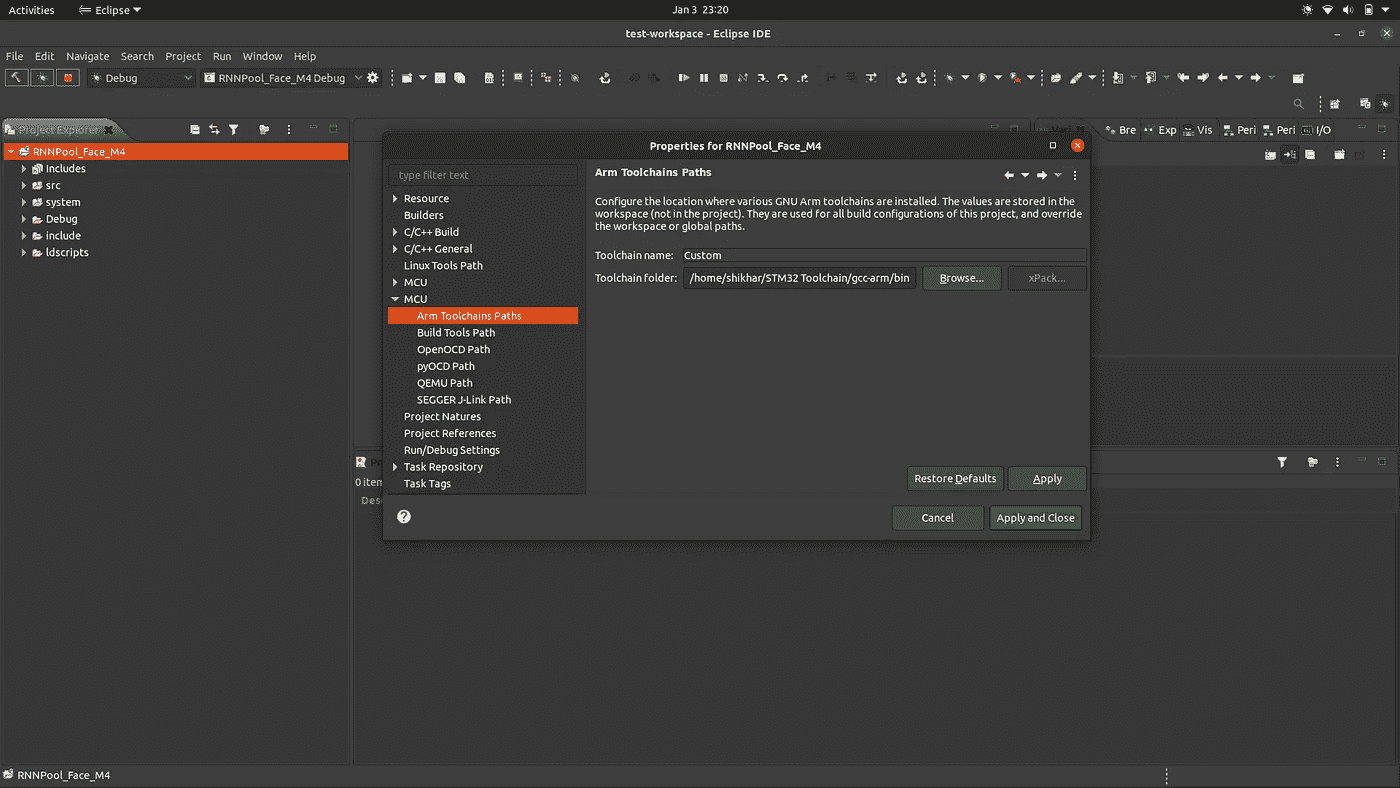 Activities Eclipse Jan 3 23:20
test-workspace - Eclipse IDE
File Edit Navigate Search Project Run Window Help
Debug RNNPool_Face_M4 Debug
Project Explorer Bre Exp Vis Peri Peri I/O
RNNPool_Face_M4
Includes
src
system
Debug
include
ldscripts
Properties for RNNPool_Face_M4
type filter text
Resource
Builders
C/C++ Build
C/C++ General
Linux Tools Path
MCU
MCU
Arm Toolchains Paths
Build Tools Path
OpenOCD Path
pyOCD Path
QEMU Path
SEGGER J-Link Path
Project Natures
Project References
Run/Debug Settings
Task Repository
Task Tags
Arm Toolchains Paths
Configure the location where various GNU Arm toolchains are installed. The values are stored in the
workspace (not in the project). They are used for all build configurations of this project, and override
the workspace or global paths.
Toolchain name: Custom
Toolchain folder: /home/shikhar/STM32 Toolchain/gcc-arm/bin Browse... xPack...
Restore Defaults Apply
Cancel Apply and Close
0 item
Des
RNNPool_Face_M4